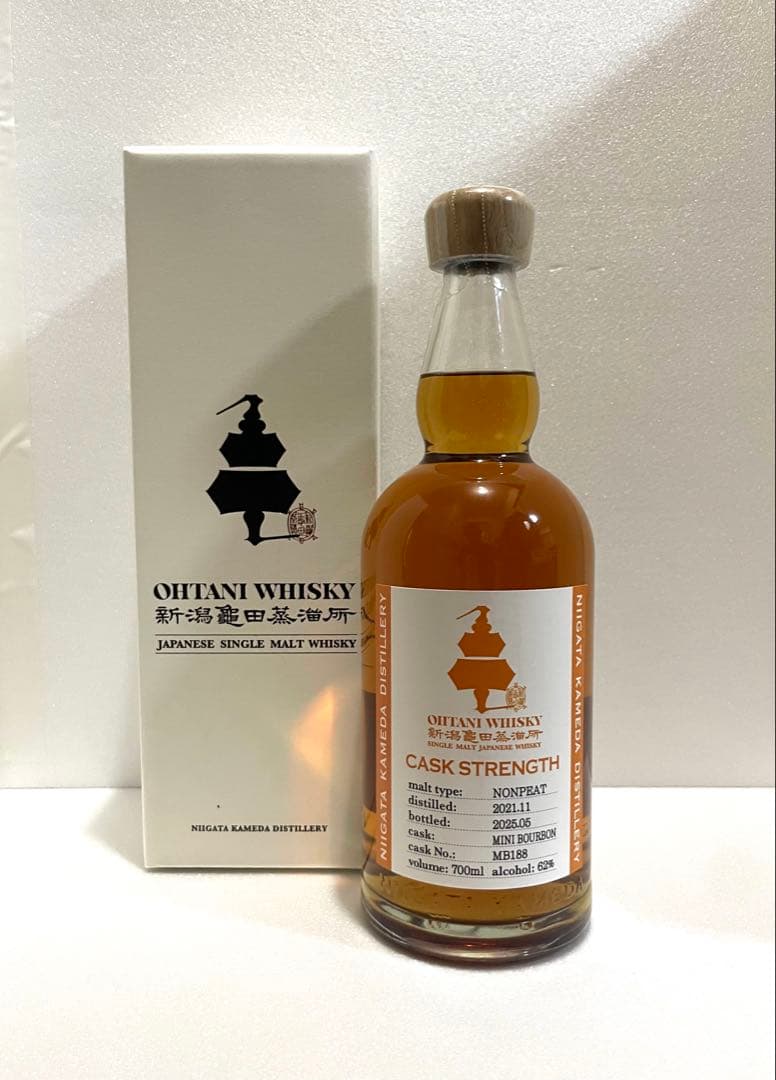 OHTANI WHISKY
新潟亀田蒸溜所
JAPANESE SINGLE MALT WHISKY
NIIGATA KAMEDA DISTILLERY
NIIGATA KAMEDA DISTILLERY
OHTANI WHISKY
新潟亀田蒸溜所
SINGLE MALT JAPANESE WHISKY
CASK STRENGTH
malt type: NONPEAT
distilled: 2021.11
bottled: 2025.05
cask: MINI BOURBON
cask No.: MB188
volume: 700ml alcohol: 62%
NIIGATA KAMEDA DISTILLERY